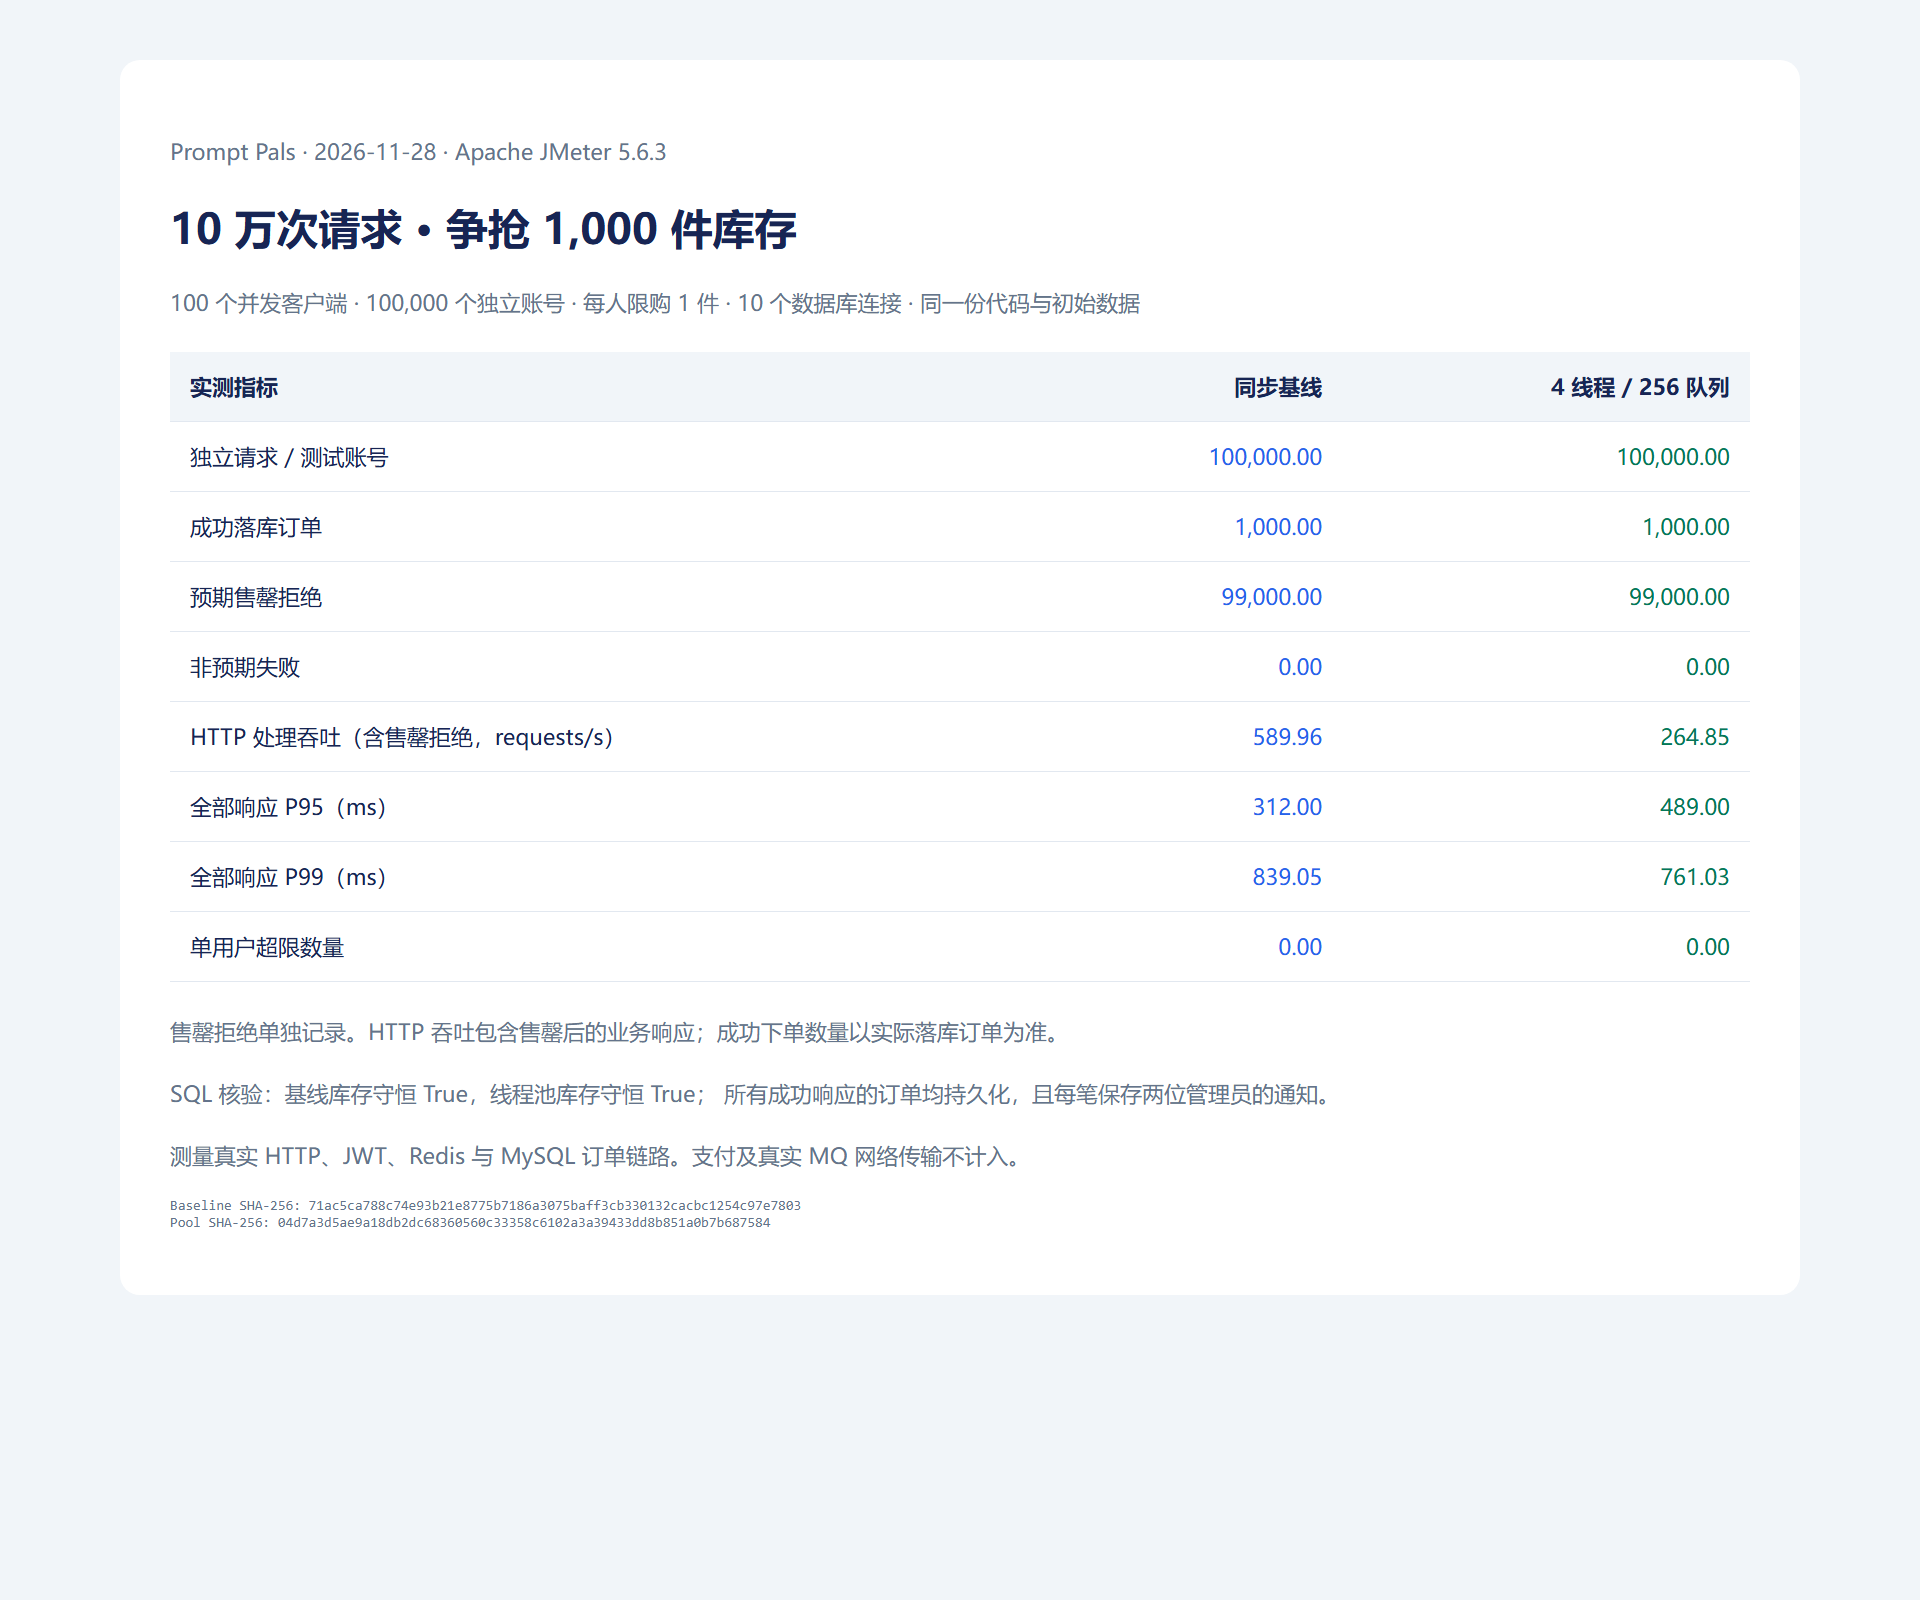 Prompt Pals · 2026-11-28 · Apache JMeter 5.6.3
10 万次请求 · 争抢 1,000 件库存
100 个并发客户端 · 100,000 个独立账号 · 每人限购 1 件 · 10 个数据库连接 · 同一份代码与初始数据
实测指标 同步基线 4 线程 / 256 队列
独立请求 / 测试账号 100,000.00 100,000.00
成功落库订单 1,000.00 1,000.00
预期售罄拒绝 99,000.00 99,000.00
非预期失败 0.00 0.00
HTTP 处理吞吐（含售罄拒绝，requests/s） 589.96 264.85
全部响应 P95（ms） 312.00 489.00
全部响应 P99（ms） 839.05 761.03
单用户超限数量 0.00 0.00
售罄拒绝单独记录。HTTP 吞吐包含售罄后的业务响应；成功下单数量以实际落库订单为准。
SQL 核验：基线库存守恒 True，线程池库存守恒 True； 所有成功响应的订单均持久化，且每笔保存两位管理员的通知。
测量真实 HTTP、JWT、Redis 与 MySQL 订单链路。支付及真实 MQ 网络传输不计入。
Baseline SHA-256: 71ac5ca788c74e93b21e8775b7186a3075baff3cb330132cacbc1254c97e7803
Pool SHA-256: 04d7a3d5ae9a18db2dc68360560c33358c6102a3a39433dd8b851a0b7b687584